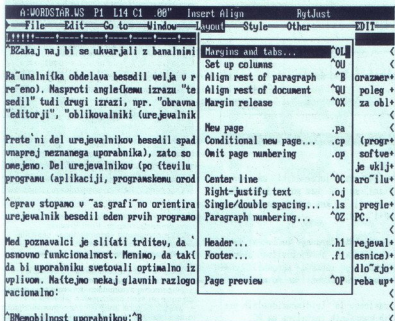 A:WORDSTAR.WS P1 L14 C1 .00" Insert Align RgtJust
File Edit Go to Window Layout Style Other EDIT
L!!!!
^BZakaj naj bi se ukvarjali z banalnimi
Margins and tabs... ^OL
Set up columns ^OU
Ra~unalni(ka obdelava besedil velja v r
Align rest of paragraph ^B orazmer+
re~eno). Nasproti angle(kemu izrazu "te
Align rest of document ^QU poleg +
sedil" tudi drugi izrazi, npr. "obravna
Margin release ^OX za obl+
"editorji", "oblikovalniki (urejevalnik
New page .pa
Prete`ni del urejevalnikov besedil spad
Conditional new page... .cp (progr+
vnaprej neznanega uporabnika), zato so
Omit page numbering .op softve+
omejeno. Del urejevalnikov (po (tevilu
je vklj+
programu (aplikaciji, programskemu orod
Center line ^OC aro~ilu+
Right-justify text .oj
^eprav stopamo v "as grafi~no orientira
Single/double spacing... .ls pregle+
urejevalnik besedil eden prvih programo
Paragraph numbering... ^OZ PC.
Med poznavalci je sli(ati trditev, da `
Header... .h1 rejeval+
osnovno funkcionalnost. Menimo, da tak(
Footer... .f1 esnice)+
da bi uporabniku svetovali optimalno iz
dlo~ajo+
vplivom. Na(tejmo nekaj glavnih razlogo
Page preview ^OP reba up+
racionalno:
^BNemobilnost uporabnikov:^B